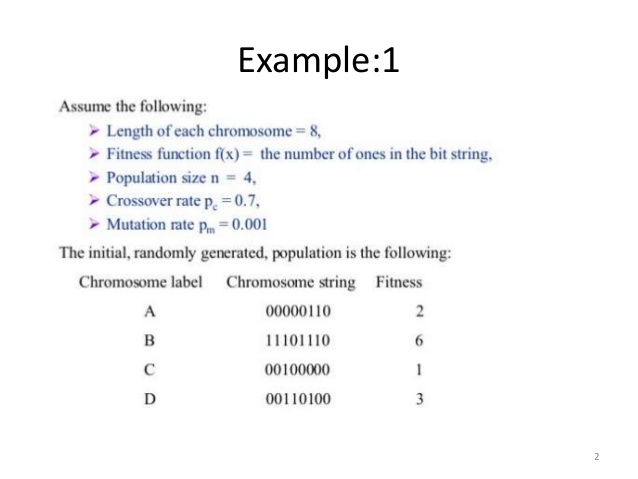 Example:1
Assume the following:
➢ Length of each chromosome = 8,
➢ Fitness function f(x) = the number of ones in the bit string,
➢ Population size n = 4,
➢ Crossover rate pc = 0.7,
➢ Mutation rate pm = 0.001
The initial, randomly generated, population is the following:
Chromosome label Chromosome string Fitness
A 00000110 2
B 11101110 6
C 00100000 1
D 00110100 3
2